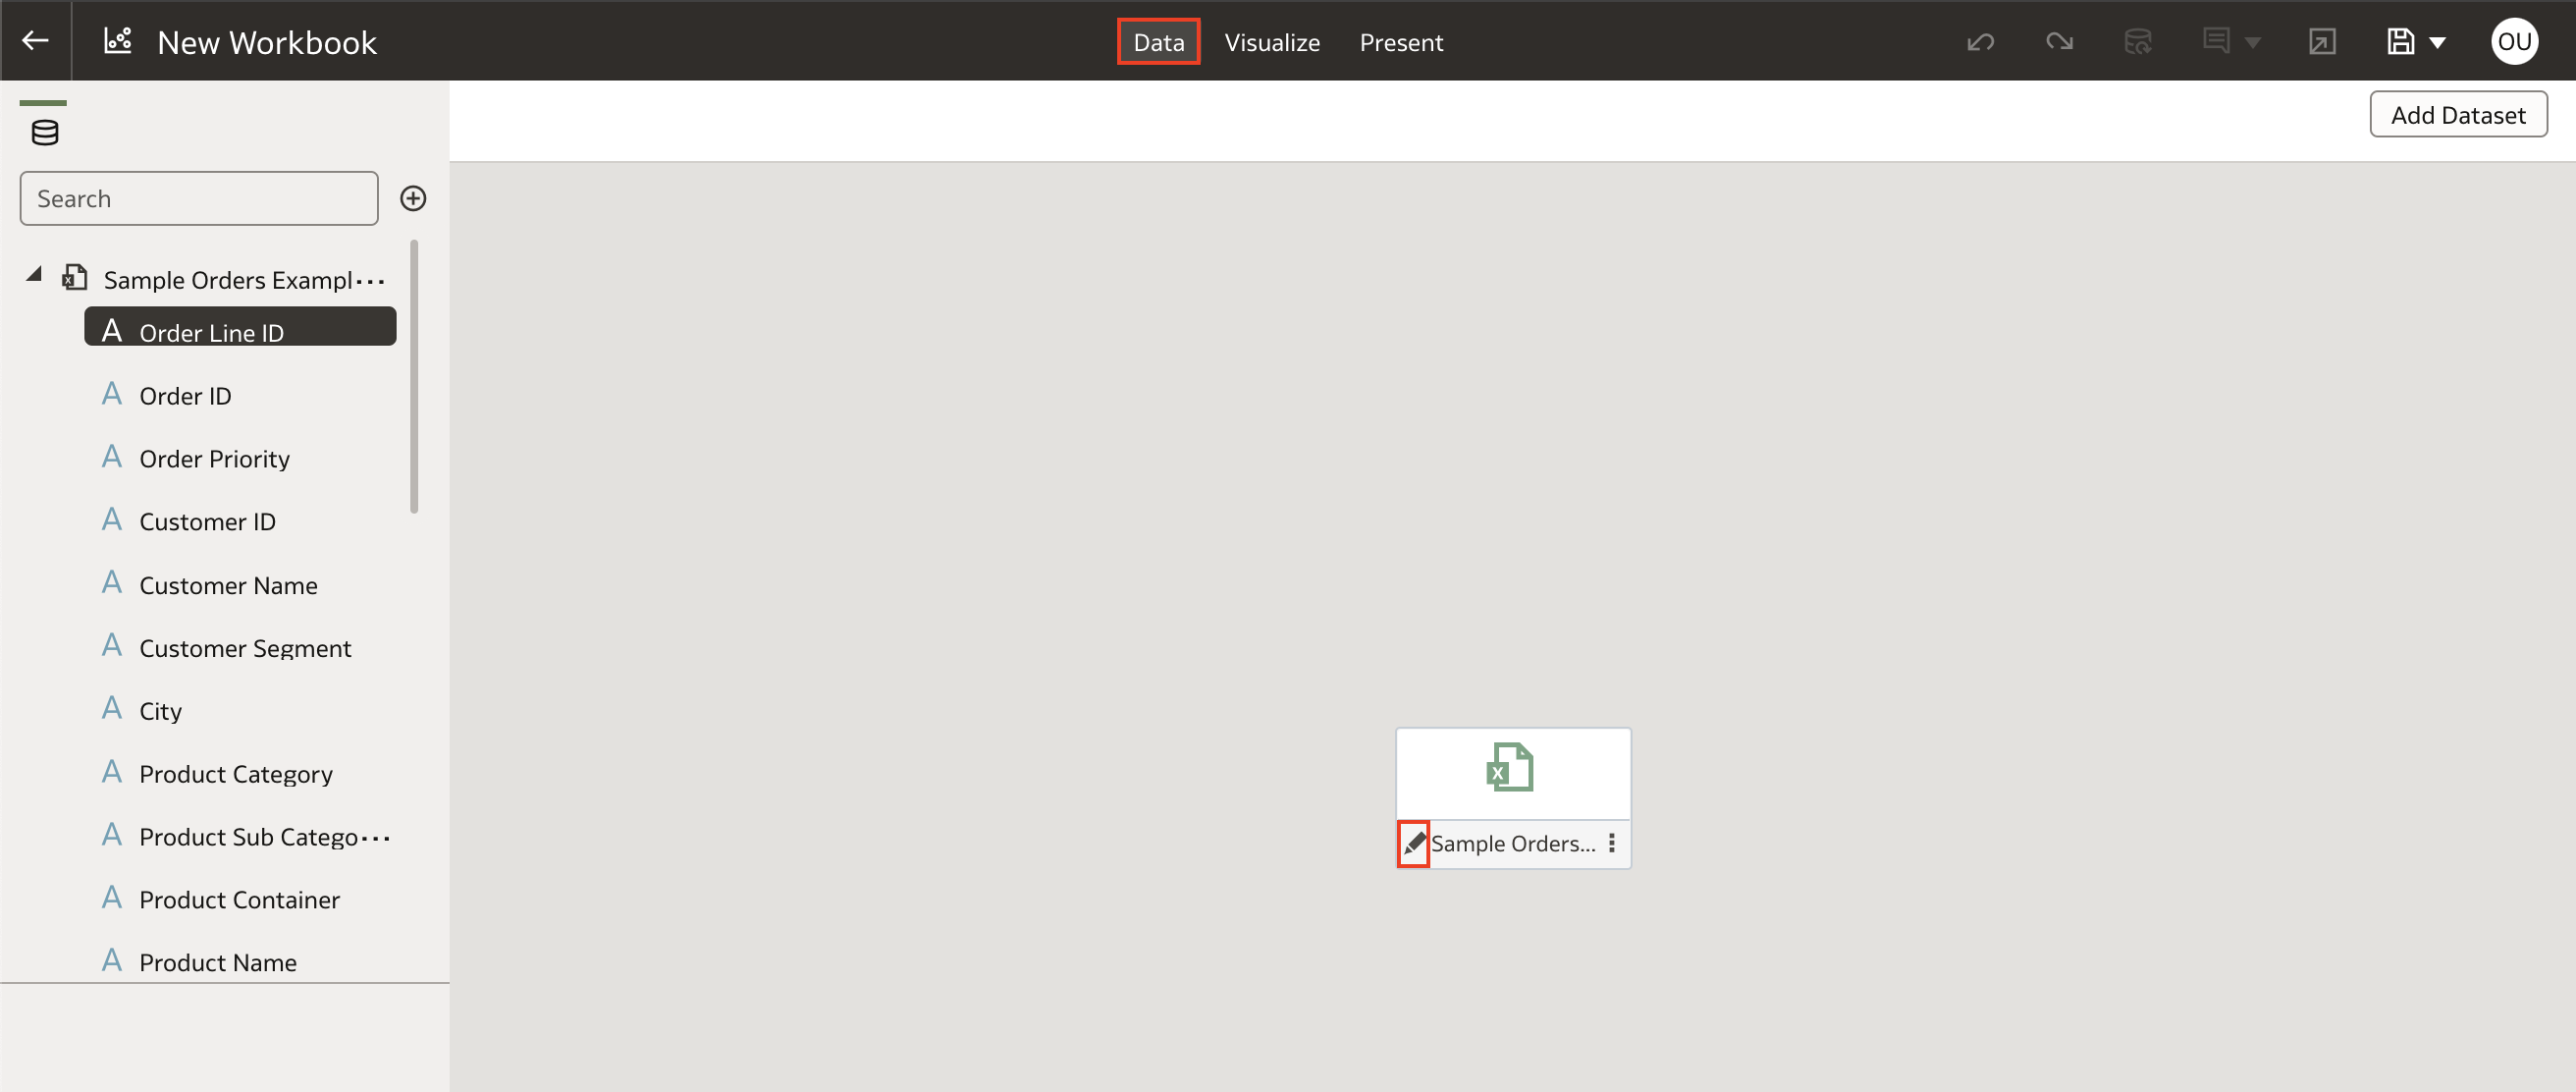 New Workbook
Data Visualize Present
OU
Add Dataset
Search
Sample Orders Exampl...
A Order Line ID
A Order ID
A Order Priority
A Customer ID
A Customer Name
A Customer Segment
A City
A Product Category
A Product Sub Catego...
A Product Container
A Product Name
X
Sample Orders...